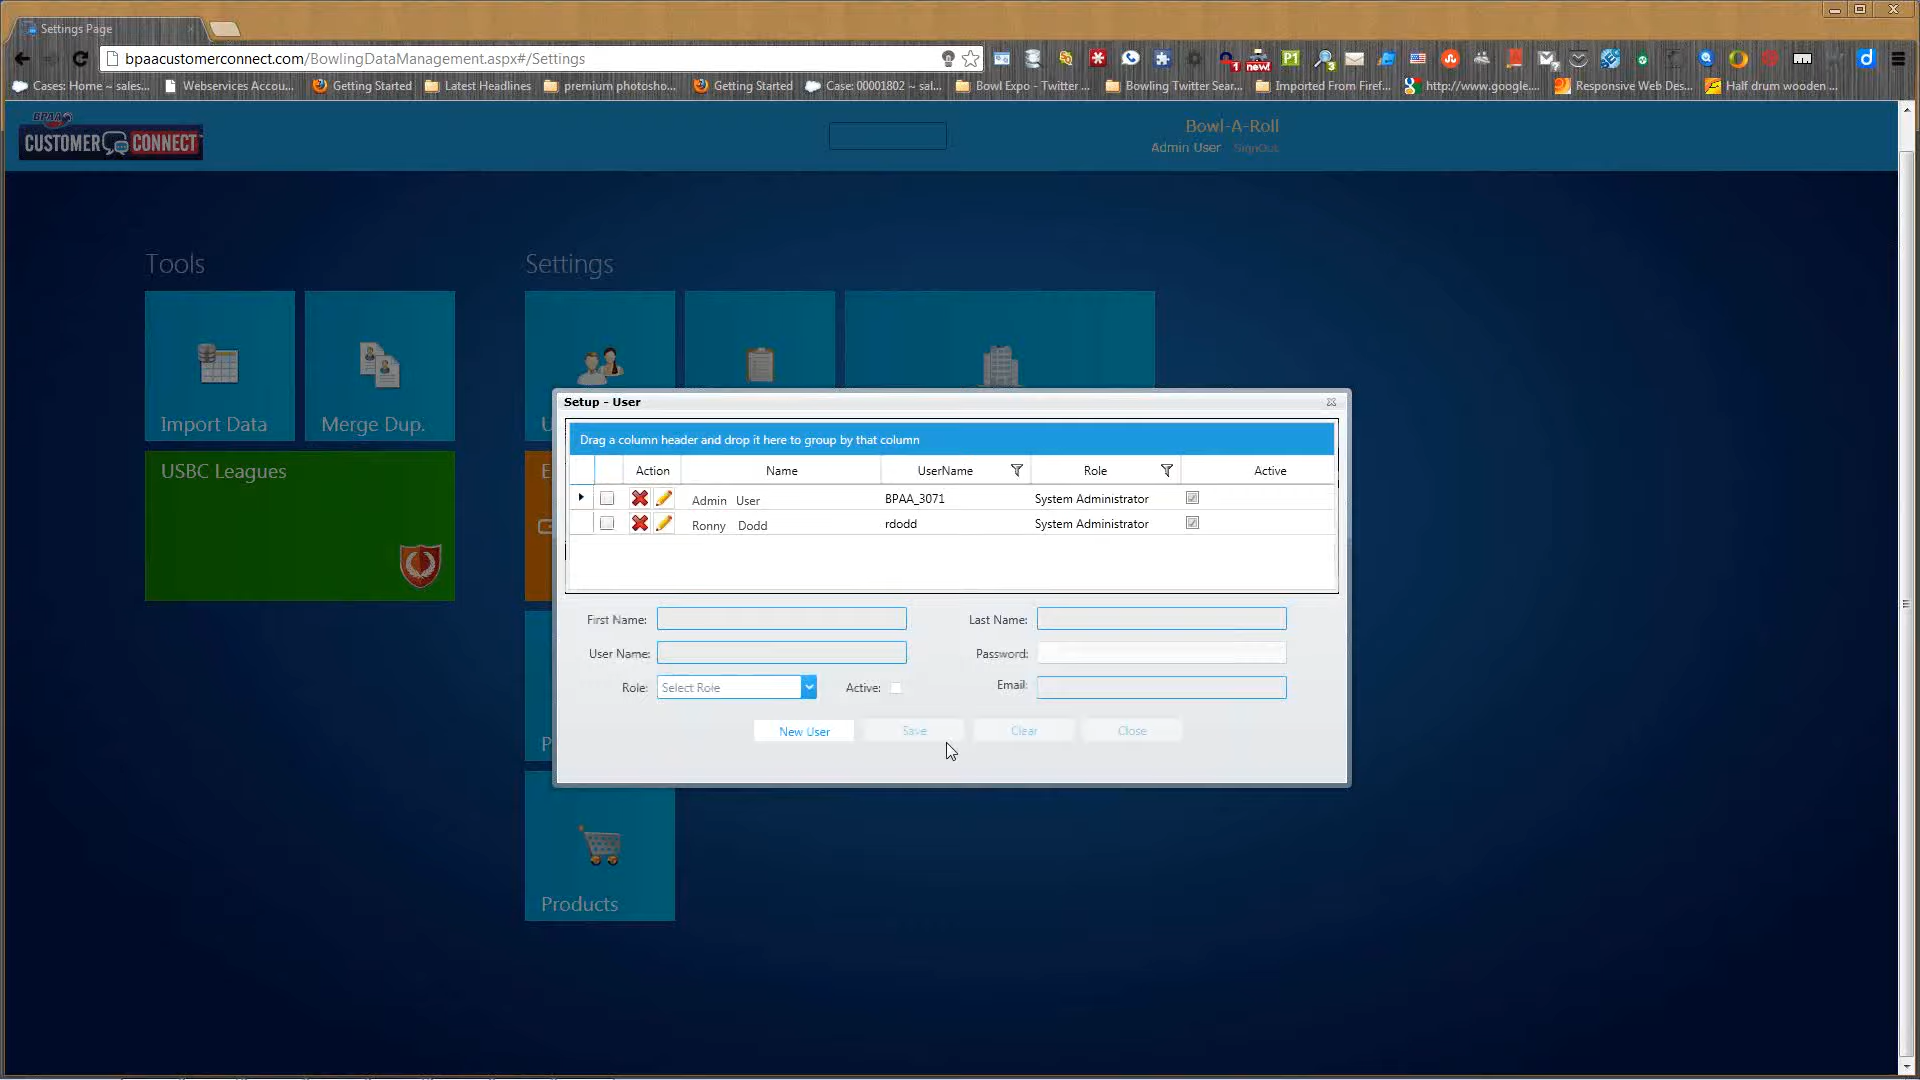 Settings Page
bpaacustomerconnect.com/BowlingDataManagement.aspx#/Settings
Cases: Home ~ sales...
Webservices Accou...
Getting Started
Latest Headlines
premium photosho...
Getting Started
Case: 00001802 ~ sal...
Bowl Expo - Twitter ...
Bowling Twitter Sear...
Imported From Firef...
http://www.google....
Responsive Web Des...
Half drum wooden ...
BPAA
CUSTOMER CONNECT
Bowl-A-Roll
Admin User SignOut
Tools
Settings
Import Data
Merge Dup.
USBC Leagues
Products
Setup - User
Drag a column header and drop it here to group by that column
Action Name UserName Role Active
Admin User BPAA_3071 System Administrator
Ronny Dodd rdodd System Administrator
First Name: Last Name:
User Name: Password:
Role: Select Role Active: Email:
New User Save Clear Close